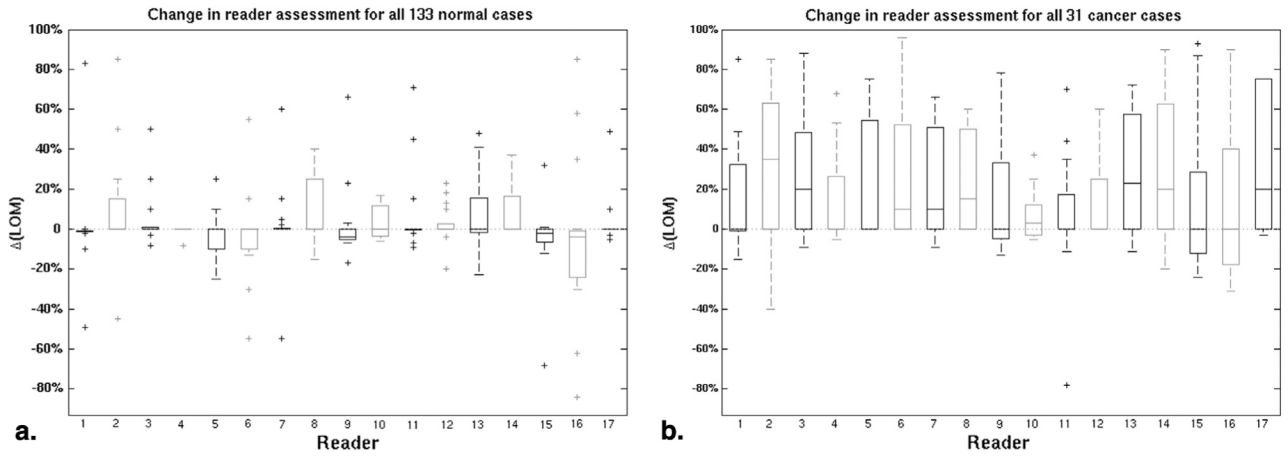 Change in reader assessment for all 133 normal cases
100%
80%
60%
40%
20%
0
-20%
-40%
-60%
-80%
Δ(LOM)
1 2 3 4 5 6 7 8 9 10 11 12 13 14 15 16 17
Reader
a.
Change in reader assessment for all 31 cancer cases
100%
80%
60%
40%
20%
0
-20%
-40%
-60%
-80%
Δ(LOM)
1 2 3 4 5 6 7 8 9 10 11 12 13 14 15 16 17
Reader
b.